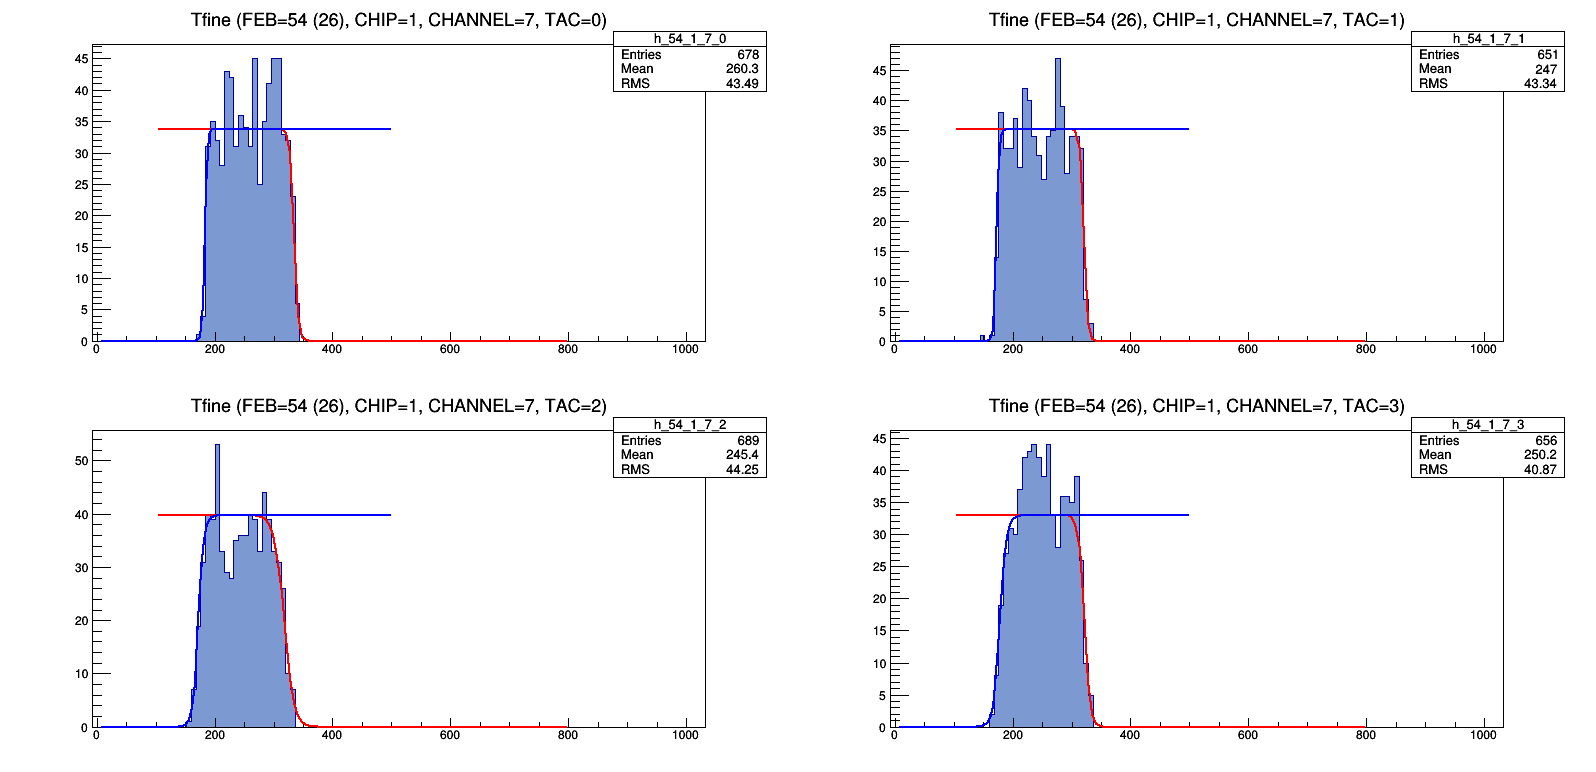 Tfine (FEB=54 (26), CHIP=1, CHANNEL=7, TAC=0)
h_54_1_7_0
Entries 678
Mean 260.3
RMS 43.49
45
40
35
30
25
20
15
10
5
0
0 200 400 600 800 1000
Tfine (FEB=54 (26), CHIP=1, CHANNEL=7, TAC=1)
h_54_1_7_1
Entries 651
Mean 247
RMS 43.34
45
40
35
30
25
20
15
10
5
0
0 200 400 600 800 1000
Tfine (FEB=54 (26), CHIP=1, CHANNEL=7, TAC=2)
h_54_1_7_2
Entries 689
Mean 245.4
RMS 44.25
50
40
30
20
10
0
0 200 400 600 800 1000
Tfine (FEB=54 (26), CHIP=1, CHANNEL=7, TAC=3)
h_54_1_7_3
Entries 656
Mean 250.2
RMS 40.87
45
40
35
30
25
20
15
10
5
0
0 200 400 600 800 1000